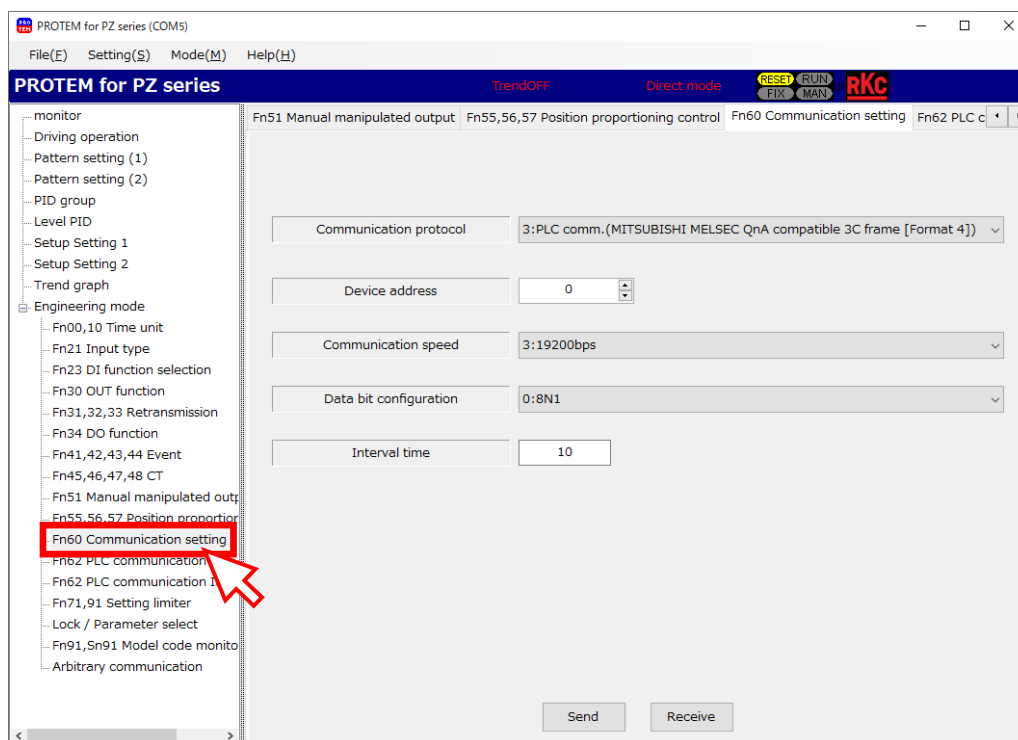 PROTEM for PZ series (COM5)
File(F) Setting(S) Mode(M) Help(H)
PROTEM for PZ series TrendOFF Direct mode RESET RUN FIX MAN RKC
Fn51 Manual manipulated output Fn55,56,57 Position proportioning control Fn60 Communication setting Fn62 PLC c
monitor
Driving operation
Pattern setting (1)
Pattern setting (2)
PID group
Level PID
Setup Setting 1
Setup Setting 2
Trend graph
Engineering mode
Fn00,10 Time unit
Fn21 Input type
Fn23 DI function selection
Fn30 OUT function
Fn31,32,33 Retransmission
Fn34 DO function
Fn41,42,43,44 Event
Fn45,46,47,48 CT
Fn51 Manual manipulated outp
Fn55,56,57 Position proportion
Fn60 Communication setting
Fn62 PLC communication
Fn62 PLC communication I
Fn71,91 Setting limiter
Lock / Parameter select
Fn91,Sn91 Model code monito
Arbitrary communication
Communication protocol 3:PLC comm.(MITSUBISHI MELSEC QnA compatible 3C frame [Format 4])
Device address 0
Communication speed 3:19200bps
Data bit configuration 0:8N1
Interval time 10
Send Receive